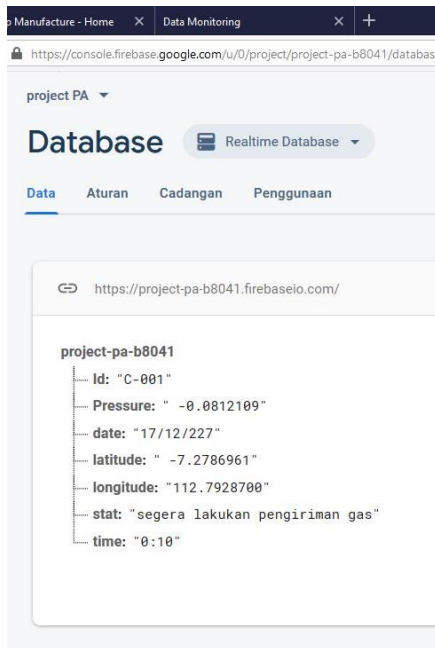 p Manufacture - Home × Data Monitoring × +
https://console.firebase.google.com/u/0/project/project-pa-b8041/databas
project PA
Database Realtime Database
Data Aturan Cadangan Penggunaan
https://project-pa-b8041.firebaseio.com/
project-pa-b8041
Id: "C-001"
Pressure: " -0.0812109"
date: "17/12/227"
latitude: " -7.2786961"
longitude: "112.7928700"
stat: "segera lakukan pengiriman gas"
time: "0:10"